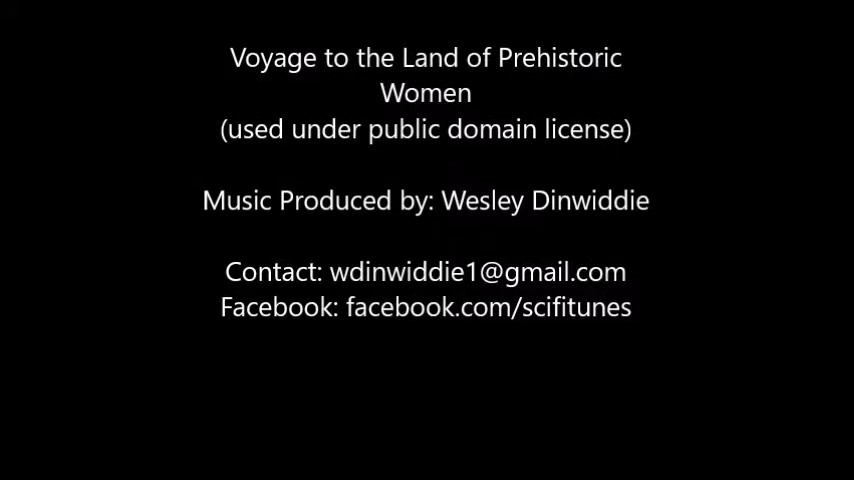 Voyage to the Land of Prehistoric
Women
(used under public domain license)
Music Produced by: Wesley Dinwiddie
Contact: wdinwiddie1@gmail.com
Facebook: facebook.com/scifitunes